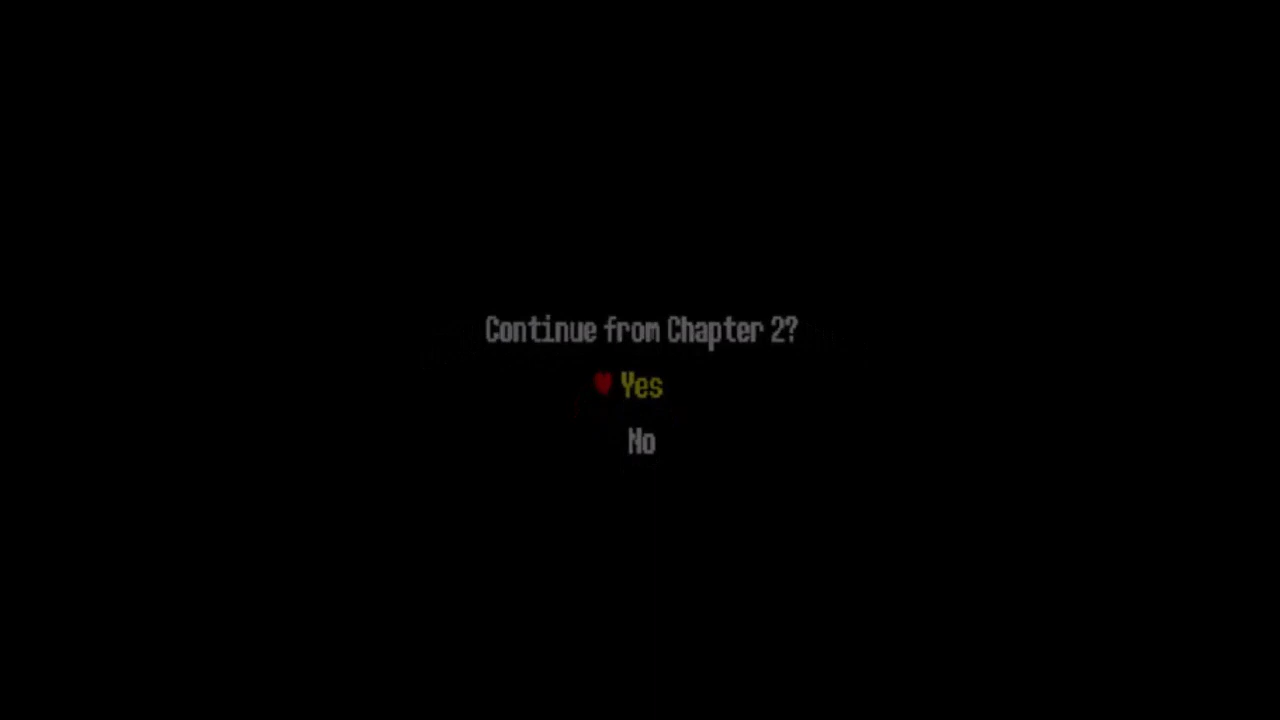 Continue from Chapter 2?
Yes
No